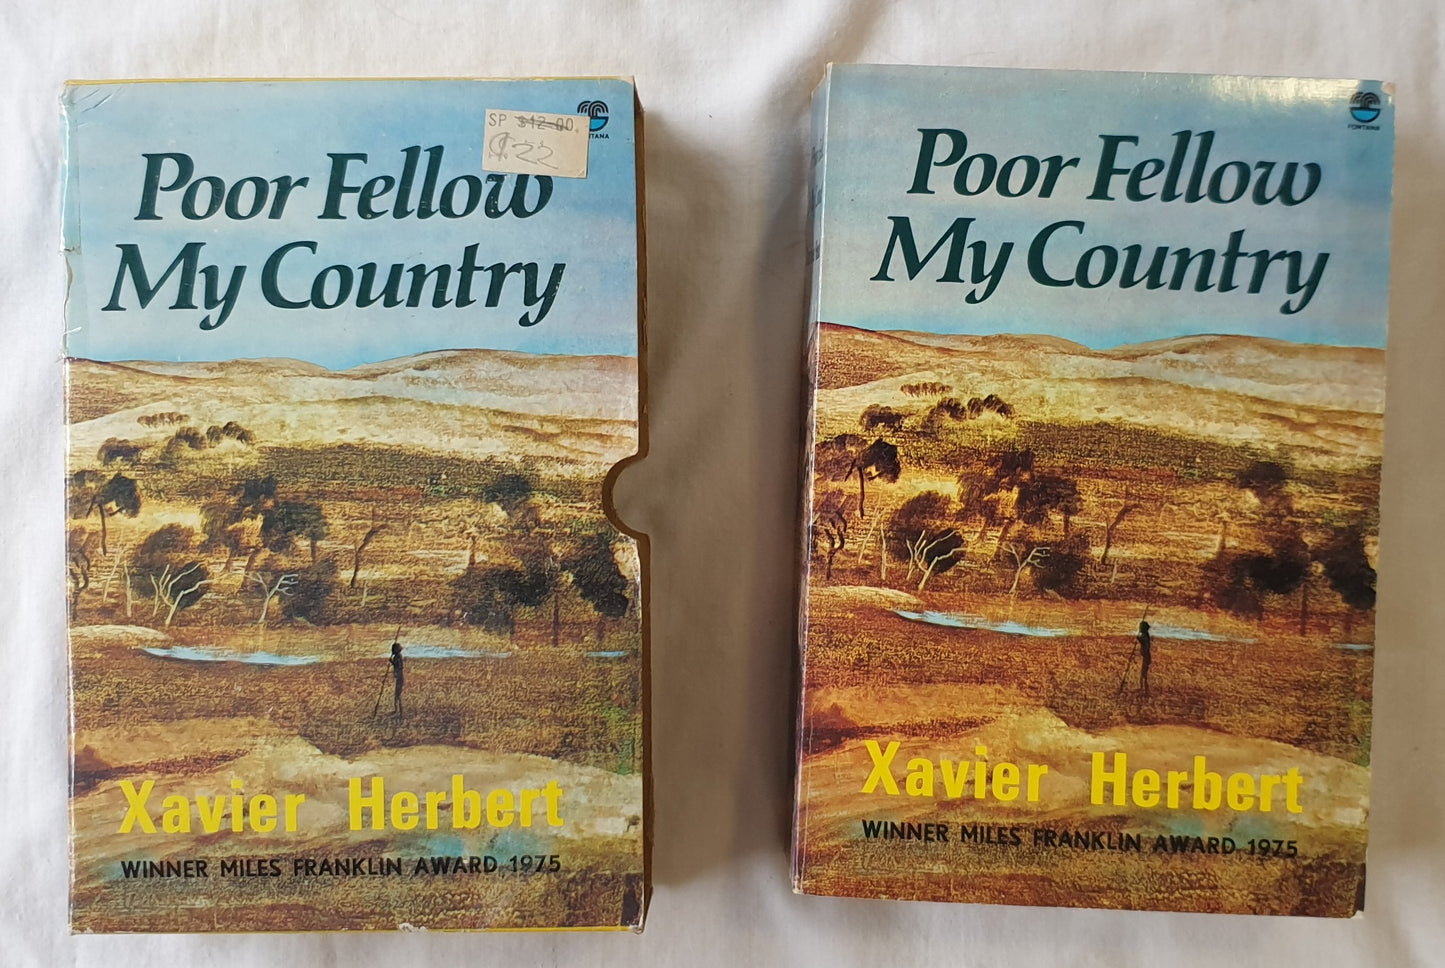 SP $12.00
22
FONTANA
Poor Fellow
My Country
Xavier Herbert
WINNER MILES FRANKLIN AWARD 1975
FONTANA
Poor Fellow
My Country
Xavier Herbert
WINNER MILES FRANKLIN AWARD 1975